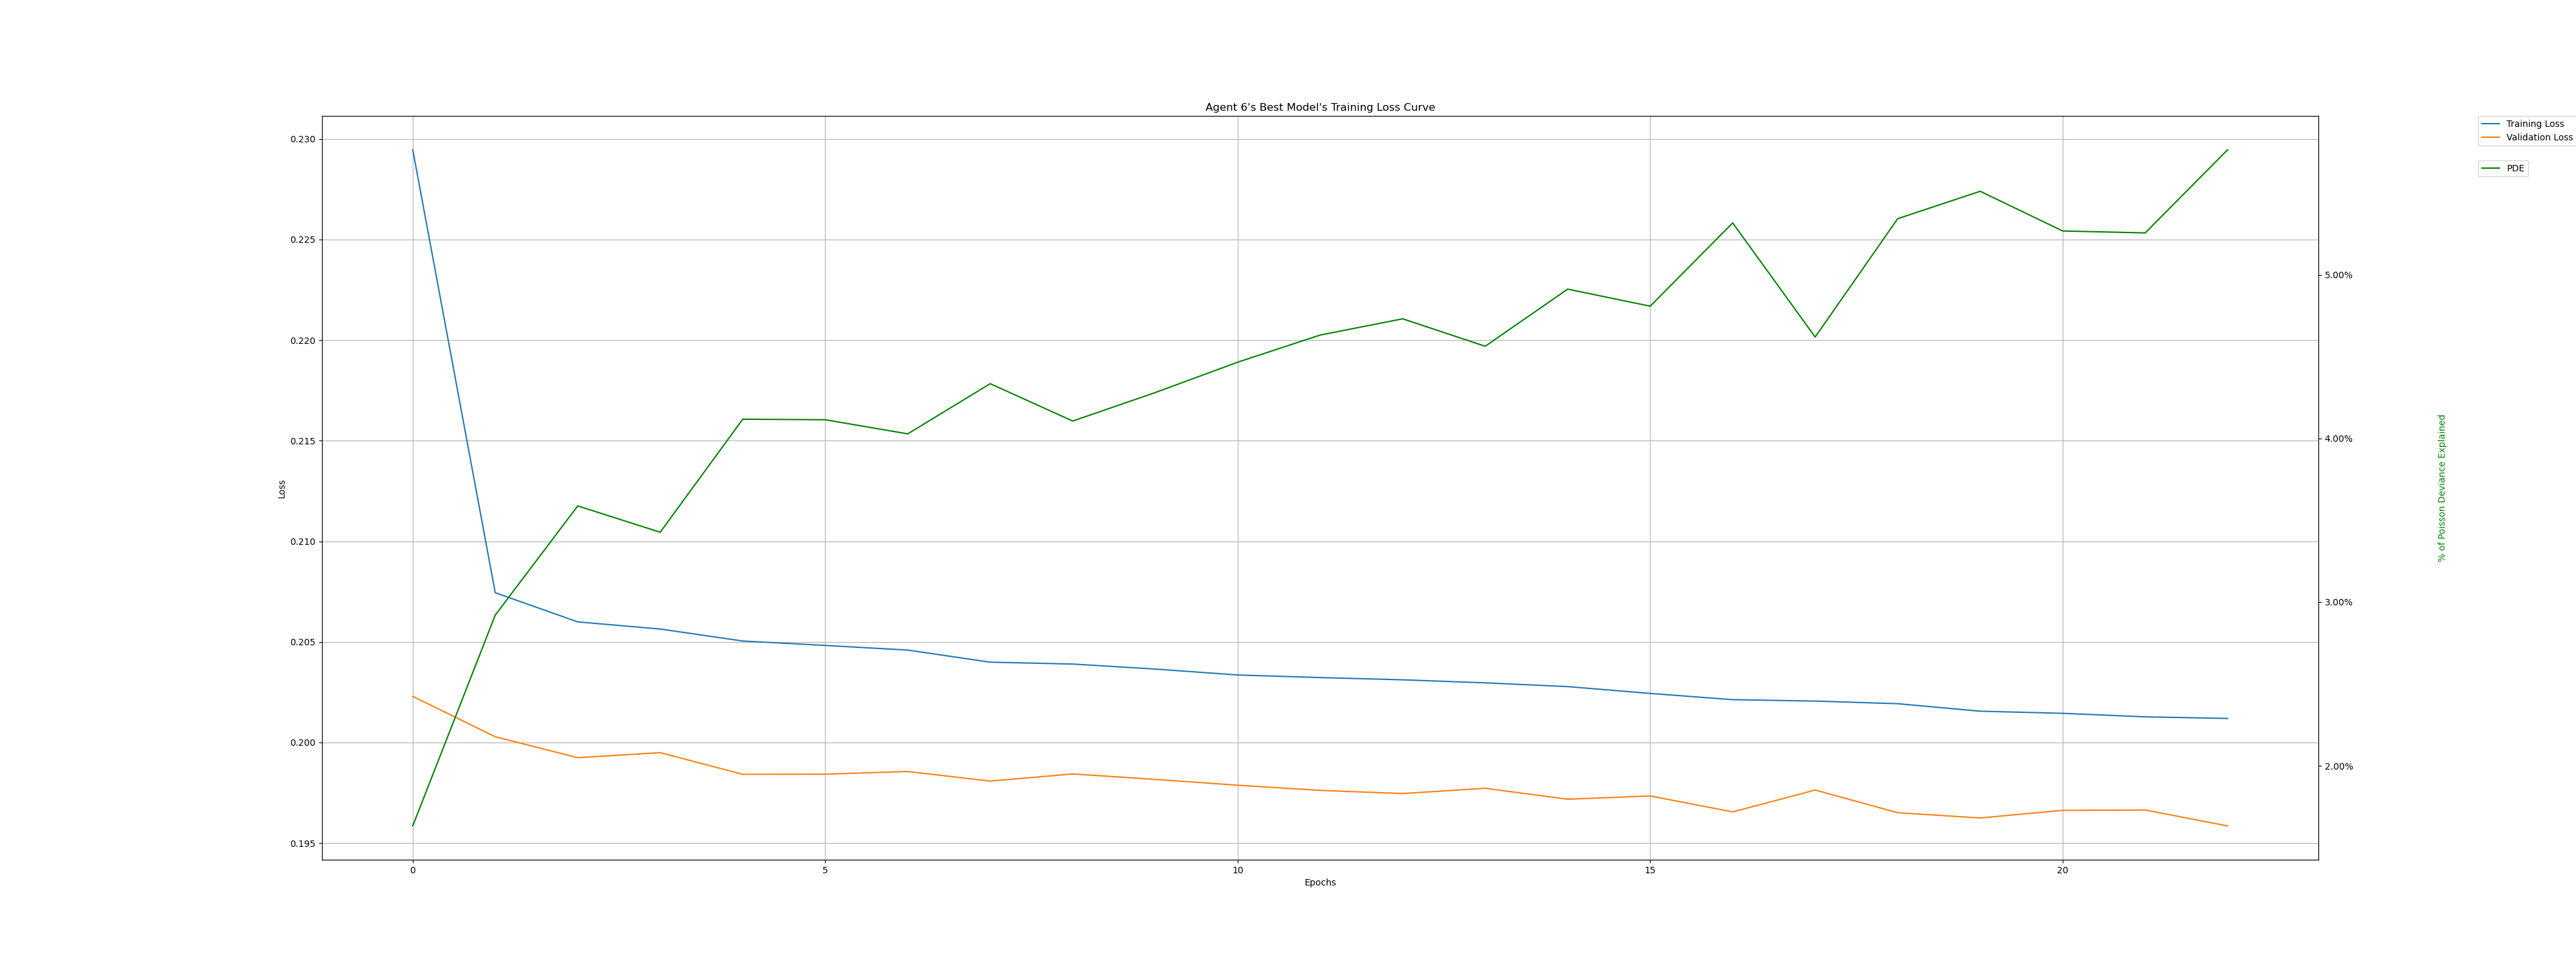 Agent 6's Best Model's Training Loss Curve
Training Loss
Validation Loss
PDE
0.230
0.225
0.220
0.215
0.210
0.205
0.200
0.195
Loss
5.00%
4.00%
3.00%
2.00%
% of Poisson Deviance Explained
0 5 10 15 20
Epochs